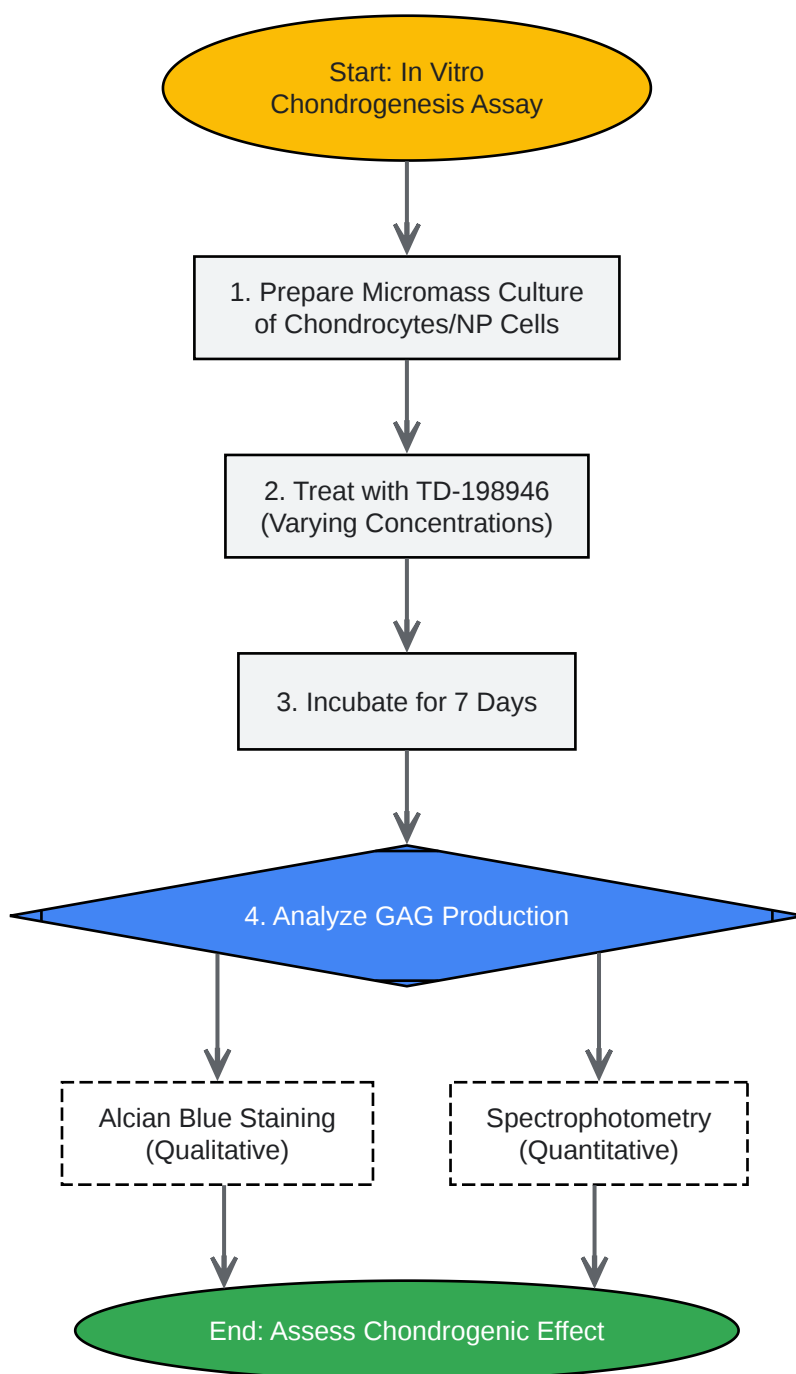 Start: In Vitro
Chondrogenesis Assay
1. Prepare Micromass Culture
of Chondrocytes/NP Cells
2. Treat with TD-198946
(Varying Concentrations)
3. Incubate for 7 Days
4. Analyze GAG Production
Alcian Blue Staining
(Qualitative)
Spectrophotometry
(Quantitative)
End: Assess Chondrogenic Effect